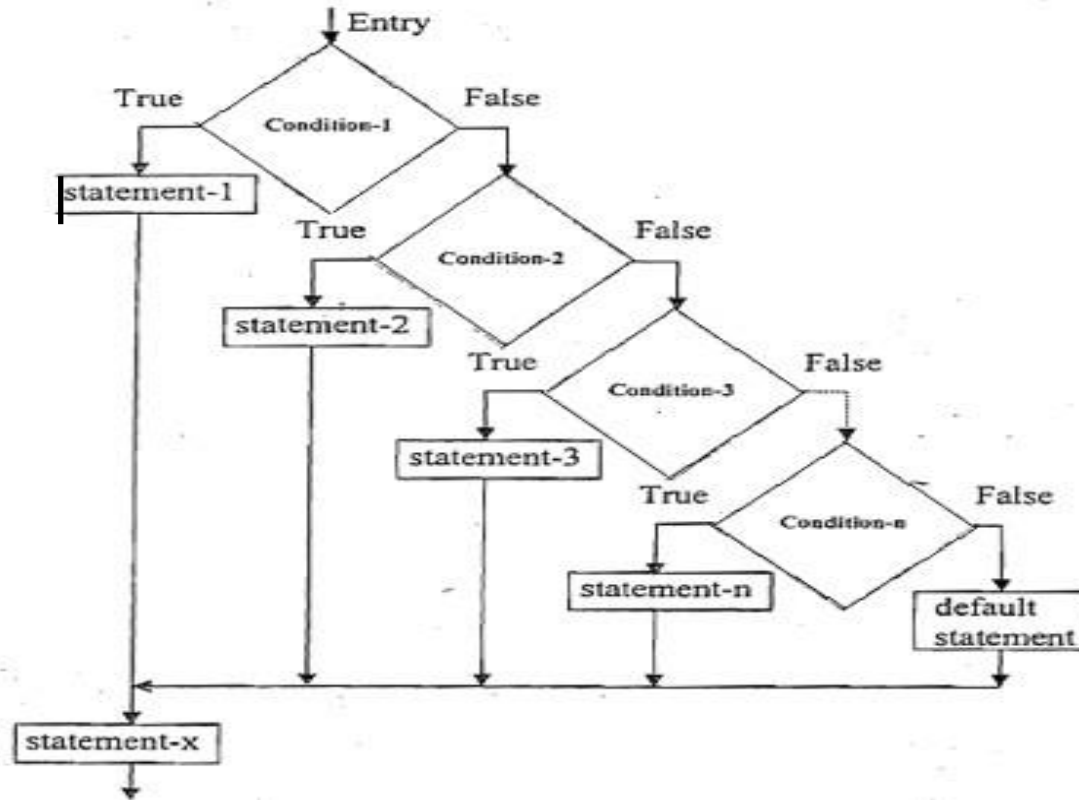 Entry
True
False
Condition-1
statement-1
True
False
Condition-2
statement-2
True
False
Condition-3
statement-3
True
False
Condition-n
statement-n
default
statement
statement-x